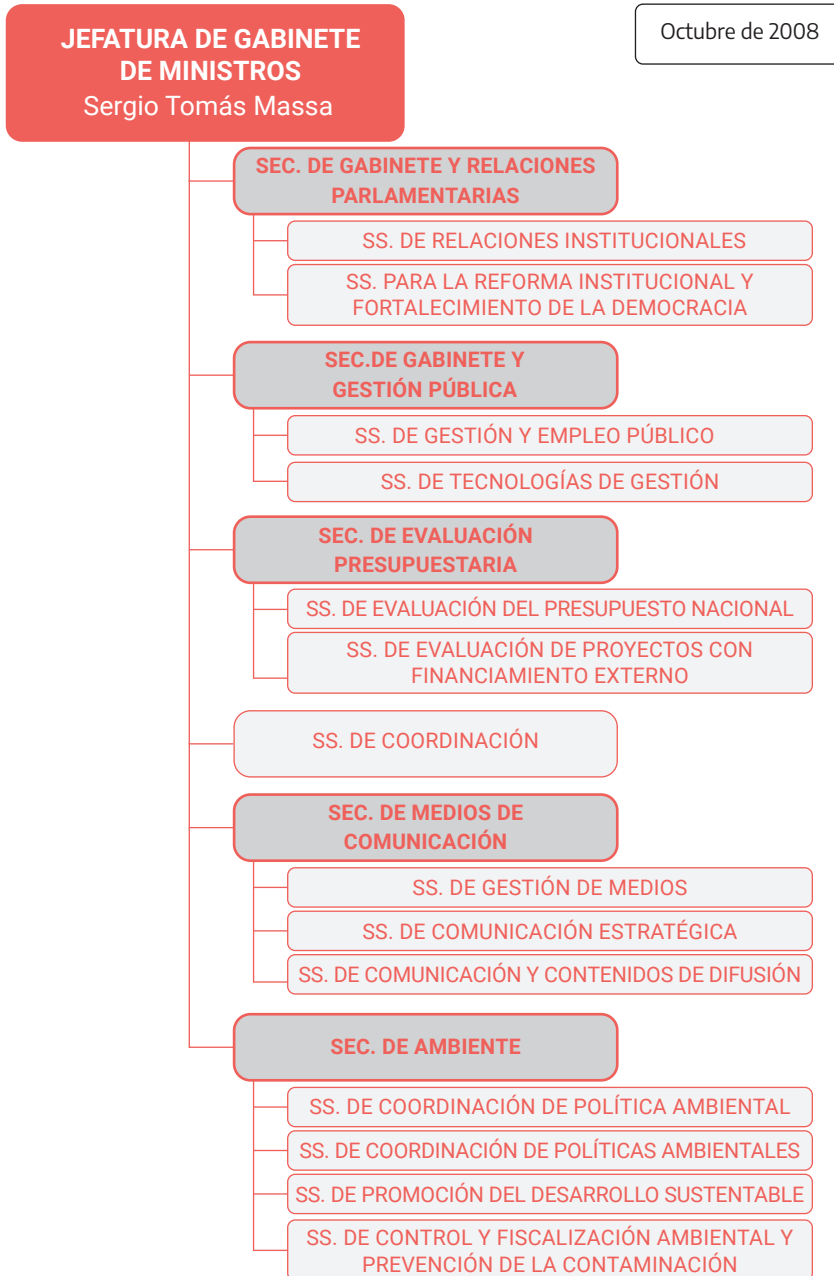 JEFATURA DE GABINETE
DE MINISTROS
Sergio Tomás Massa
Octubre de 2008
SEC. DE GABINETE Y RELACIONES
PARLAMENTARIAS
SS. DE RELACIONES INSTITUCIONALES
SS. PARA LA REFORMA INSTITUCIONAL Y
FORTALECIMIENTO DE LA DEMOCRACIA
SEC.DE GABINETE Y
GESTIÓN PÚBLICA
SS. DE GESTIÓN Y EMPLEO PÚBLICO
SS. DE TECNOLOGÍAS DE GESTIÓN
SEC. DE EVALUACIÓN
PRESUPUESTARIA
SS. DE EVALUACIÓN DEL PRESUPUESTO NACIONAL
SS. DE EVALUACIÓN DE PROYECTOS CON
FINANCIAMIENTO EXTERNO
SS. DE COORDINACIÓN
SEC. DE MEDIOS DE
COMUNICACIÓN
SS. DE GESTIÓN DE MEDIOS
SS. DE COMUNICACIÓN ESTRATÉGICA
SS. DE COMUNICACIÓN Y CONTENIDOS DE DIFUSIÓN
SEC. DE AMBIENTE
SS. DE COORDINACIÓN DE POLÍTICA AMBIENTAL
SS. DE COORDINACIÓN DE POLÍTICAS AMBIENTALES
SS. DE PROMOCIÓN DEL DESARROLLO SUSTENTABLE
SS. DE CONTROL Y FISCALIZACIÓN AMBIENTAL Y
PREVENCIÓN DE LA CONTAMINACIÓN